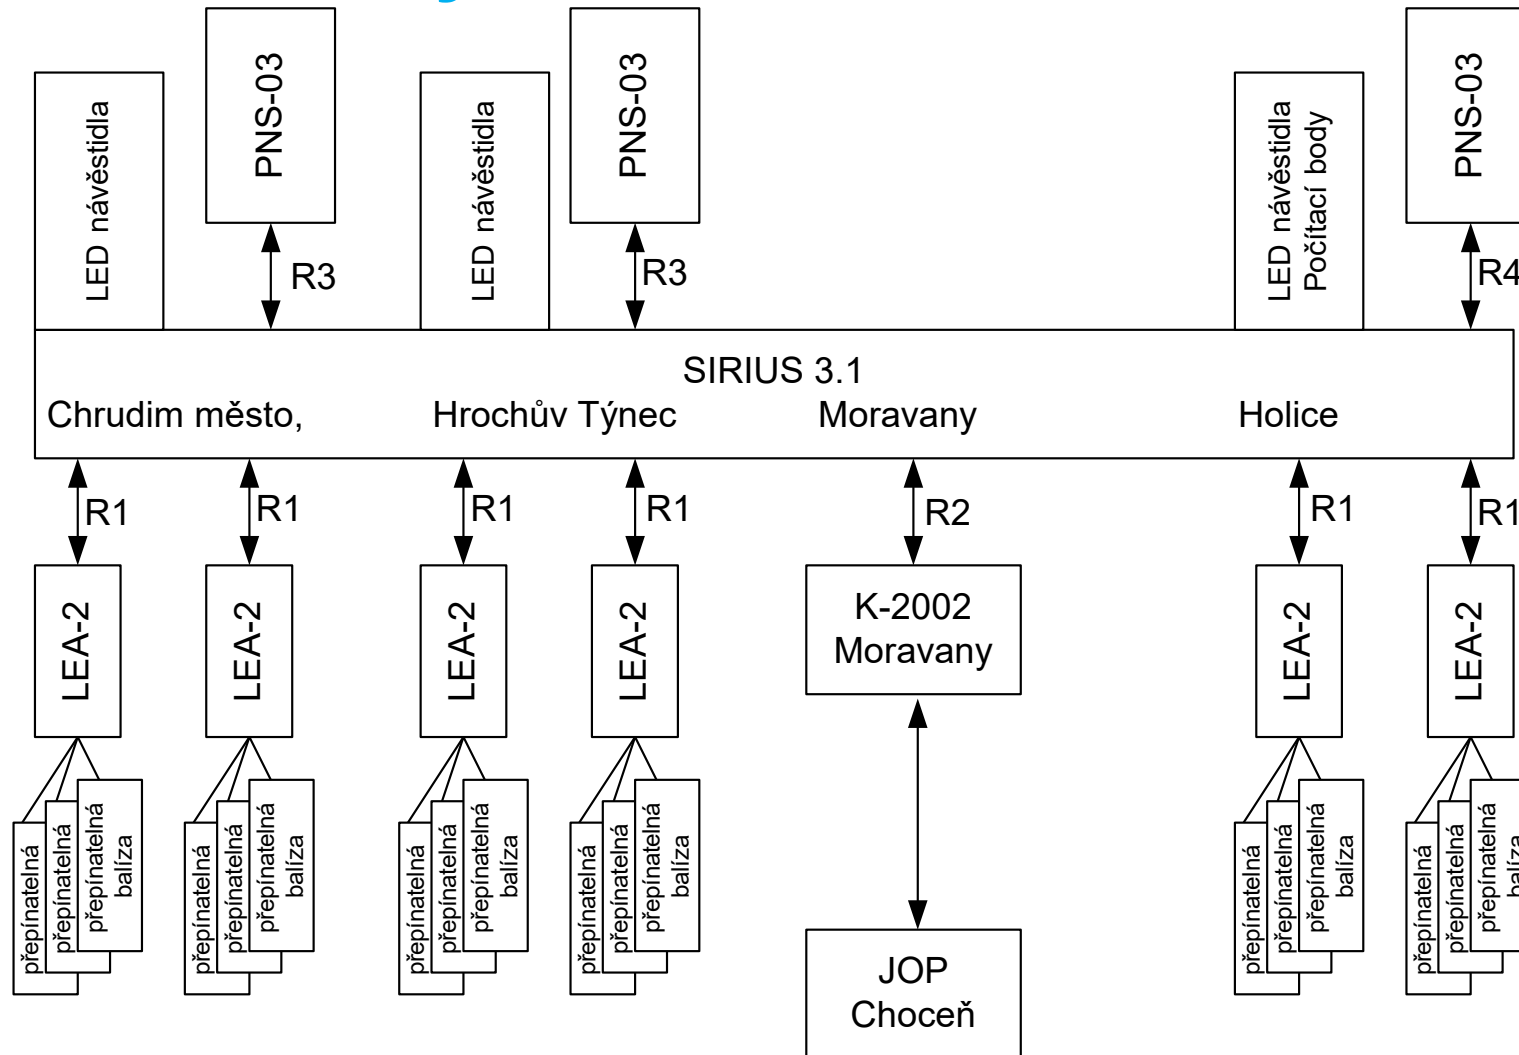 LED návěstidla
PNS-03
LED návěstidla
PNS-03
LED návěstidla
Počítací body
PNS-03
R3
R3
R4
SIRIUS 3.1
Chrudim město,
Hrochův Týnec
Moravany
Holice
R1
R1
R1
R1
R2
R1
R1
LEA-2
LEA-2
LEA-2
LEA-2
K-2002
Moravany
LEA-2
LEA-2
přepínatelná
přepínatelná
přepínatelná
balíza
přepínatelná
přepínatelná
přepínatelná
balíza
přepínatelná
přepínatelná
přepínatelná
balíza
přepínatelná
přepínatelná
přepínatelná
balíza
přepínatelná
přepínatelná
přepínatelná
balíza
přepínatelná
přepínatelná
přepínatelná
balíza
JOP
Choceň